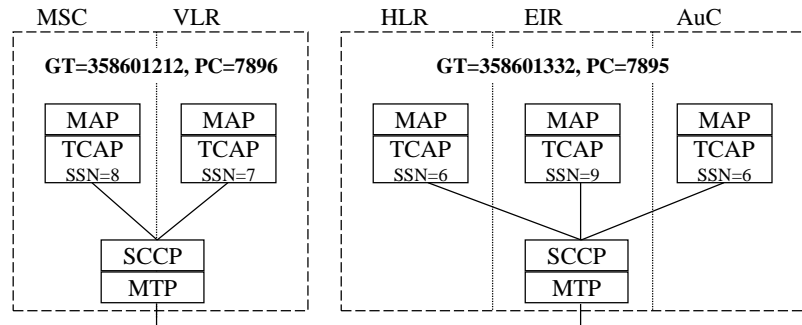 MSC VLR HLR EIR AuC
GT=358601212, PC=7896 GT=358601332, PC=7895
MAP MAP MAP MAP MAP
TCAP TCAP TCAP TCAP TCAP
SSN=8 SSN=7 SSN=6 SSN=9 SSN=6
SCCP SCCP
MTP MTP